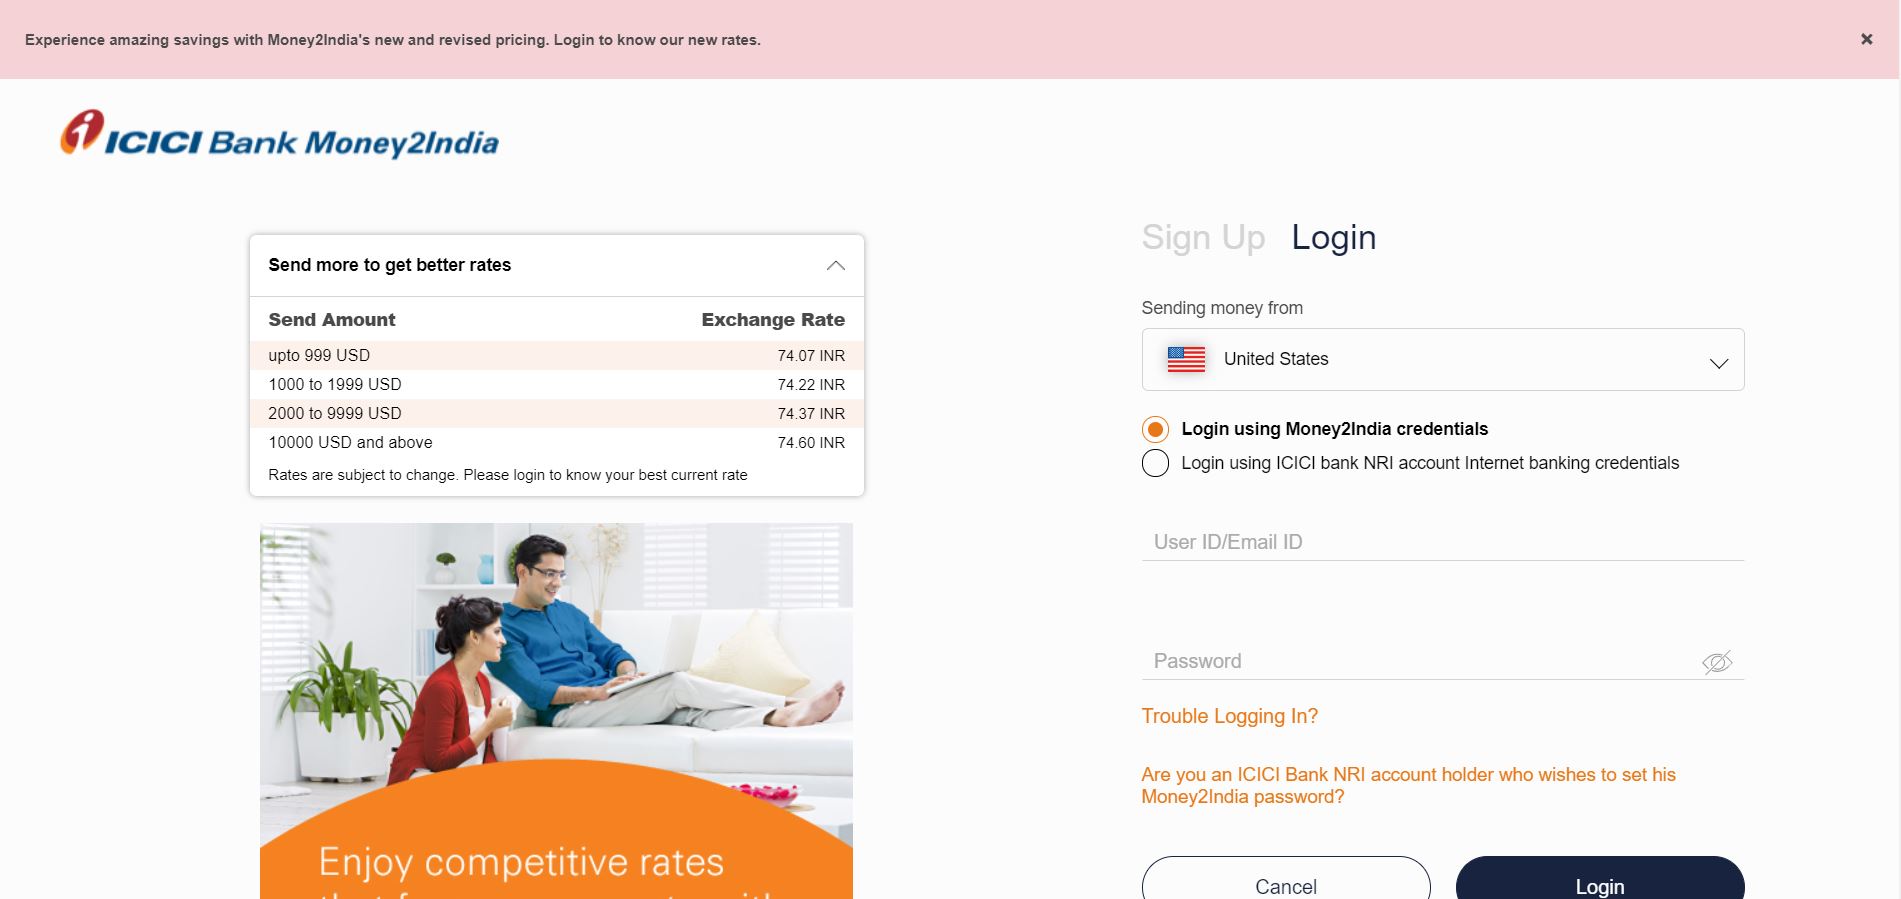 Experience amazing savings with Money2India's new and revised pricing. Login to know our new rates.
ICICI Bank Money2India
Send more to get better rates
Send Amount Exchange Rate
upto 999 USD 74.07 INR
1000 to 1999 USD 74.22 INR
2000 to 9999 USD 74.37 INR
10000 USD and above 74.60 INR
Rates are subject to change. Please login to know your best current rate
Enjoy competitive rates
Sign Up Login
Sending money from
United States
Login using Money2India credentials
Login using ICICI bank NRI account Internet banking credentials
User ID/Email ID
Password
Trouble Logging In?
Are you an ICICI Bank NRI account holder who wishes to set his
Money2India password?
Cancel Login